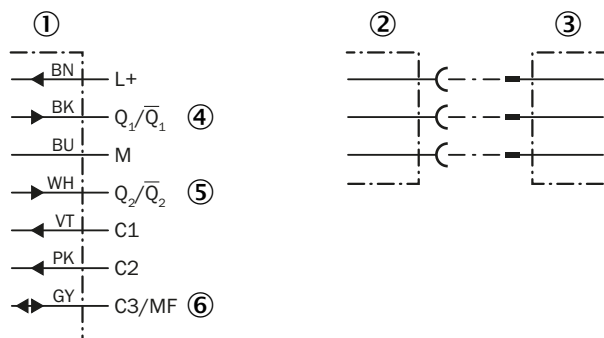 ① ② ③
BN L+
BK Q₁/Q̅₁ ④
BU M
WH Q₂/Q̅₂ ⑤
VT C1
PK C2
GY C3/MF ⑥